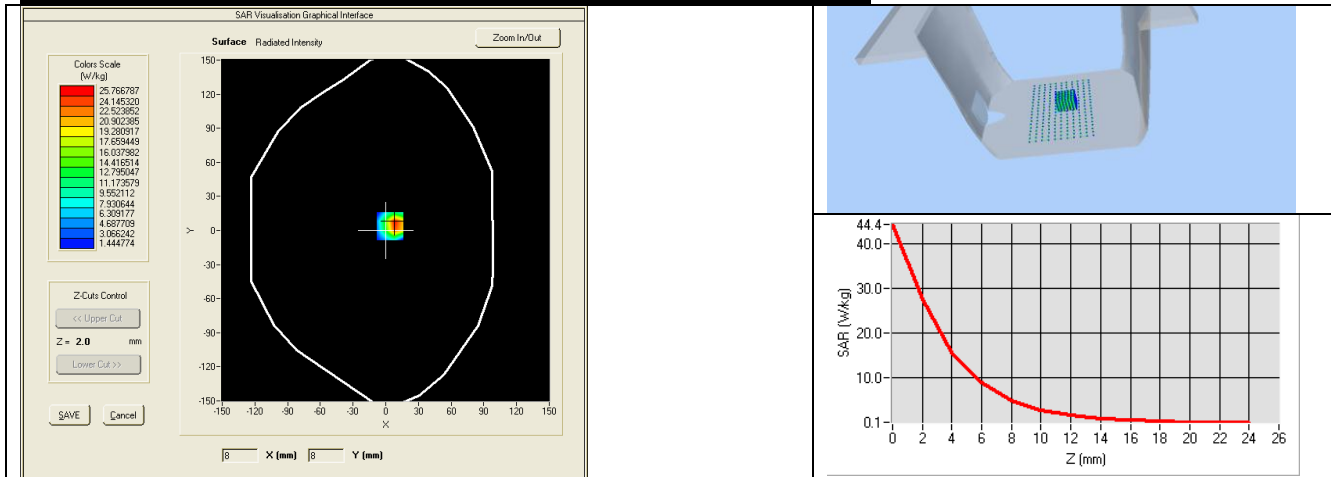 SAR Visualisation Graphical Interface
Surface Radiated Intensity
Zoom In/Out
Colors Scale
(W/kg)
25.766787
24.145320
22.523852
20.902385
19.280917
17.659449
16.037982
14.416514
12.795047
11.173579
9.552112
7.930644
6.309177
4.687709
3.066242
1.444774
Z-Cuts Control
<< Upper Cut
Z = 2.0 mm
Lower Cut >>
SAVE Cancel
150-
120-
90-
60-
30-
Y 0-
-30-
-60-
-90-
-120-
-150-
-150 -120 -90 -60 -30 0 30 60 90 120 150
X
8 X (mm) 8 Y (mm)
44.4-
40.0-
30.0-
20.0-
10.0-
0.1-
SAR (W/kg)
0 2 4 6 8 10 12 14 16 18 20 22 24 26
Z (mm)